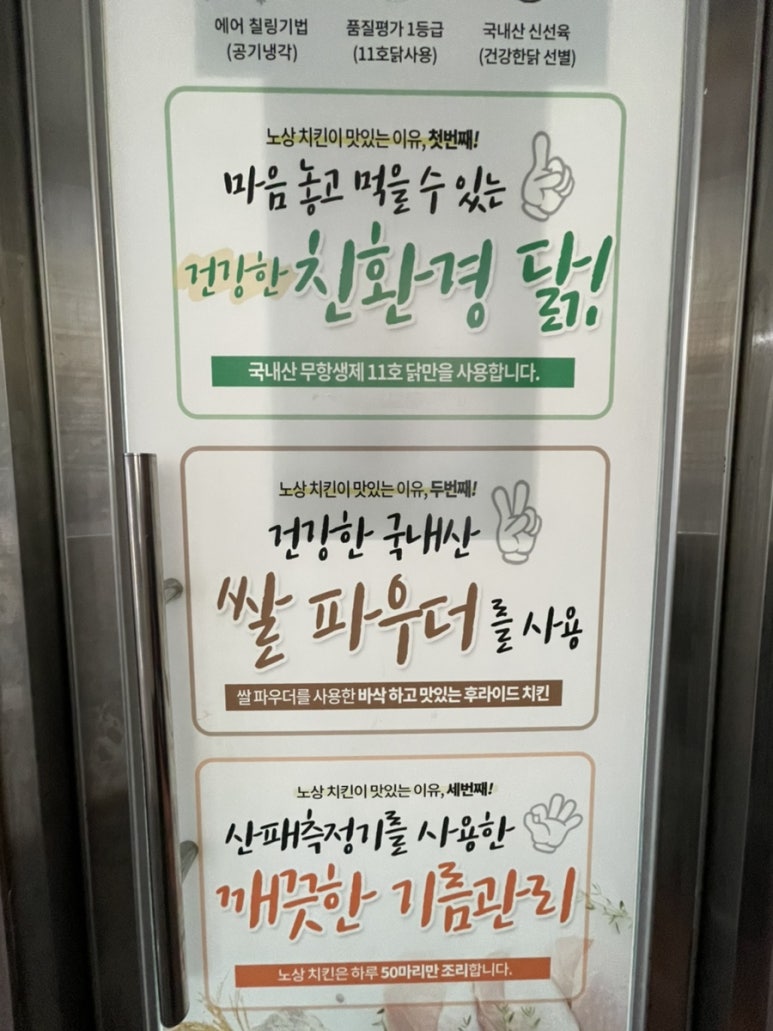 에어 칠링기법 품질평가 1등급 국내산 신선육
(공기냉각) (11호닭사용) (건강한닭 선별)
노상 치킨이 맛있는 이유, 첫번째!
마음 놓고 먹을 수 있는
건강한 친환경 닭!
국내산 무항생제 11호 닭만을 사용합니다.
노상 치킨이 맛있는 이유, 두번째!
건강한 국내산
쌀 파우더를 사용
쌀 파우더를 사용한 바삭 하고 맛있는 후라이드 치킨
노상 치킨이 맛있는 이유, 세번째!
산패측정기를 사용한
깨끗한 기름관리
노상 치킨은 하루 50마리만 조리합니다.